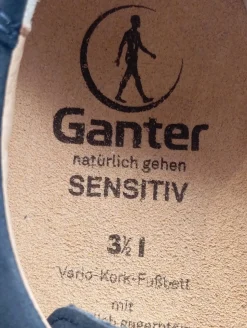 Ganter
natürlich gehen
SENSITIV
3½ I
Vario-Kork-Fußbett
mit